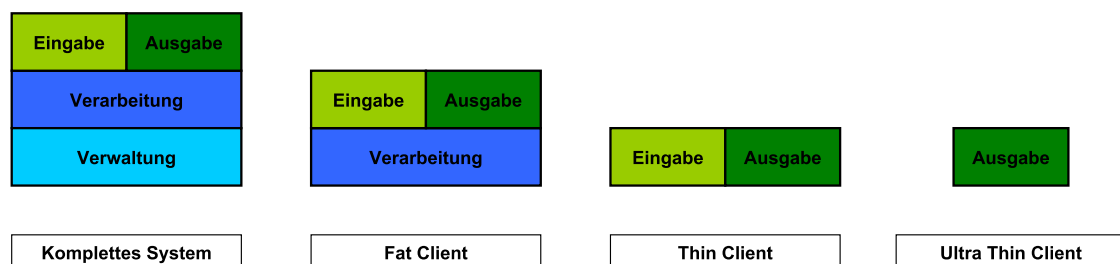 Eingabe Ausgabe
Verarbeitung
Verwaltung
Komplettes System
Eingabe Ausgabe
Verarbeitung
Fat Client
Eingabe Ausgabe
Thin Client
Ausgabe
Ultra Thin Client